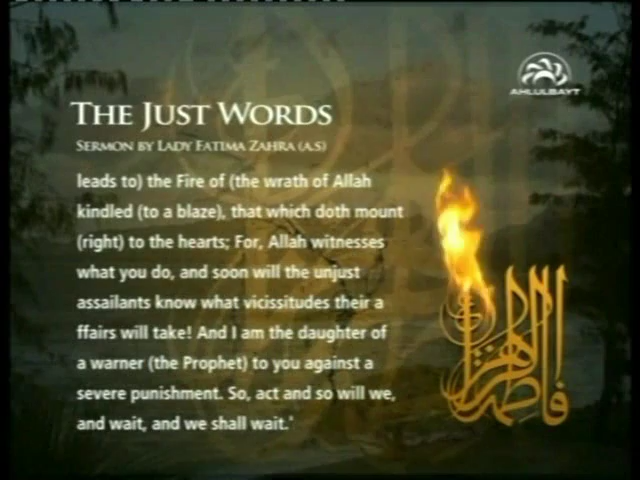 AHLULBAYT
THE JUST WORDS
SERMON BY LADY FATIMA ZAHRA (A.S)
leads to) the Fire of (the wrath of Allah
kindled (to a blaze), that which doth mount
(right) to the hearts; For, Allah witnesses
what you do, and soon will the unjust
assailants know what vicissitudes their a
ffairs will take! And I am the daughter of
a warner (the Prophet) to you against a
severe punishment. So, act and so will we,
and wait, and we shall wait."
فاطمة الزهراء